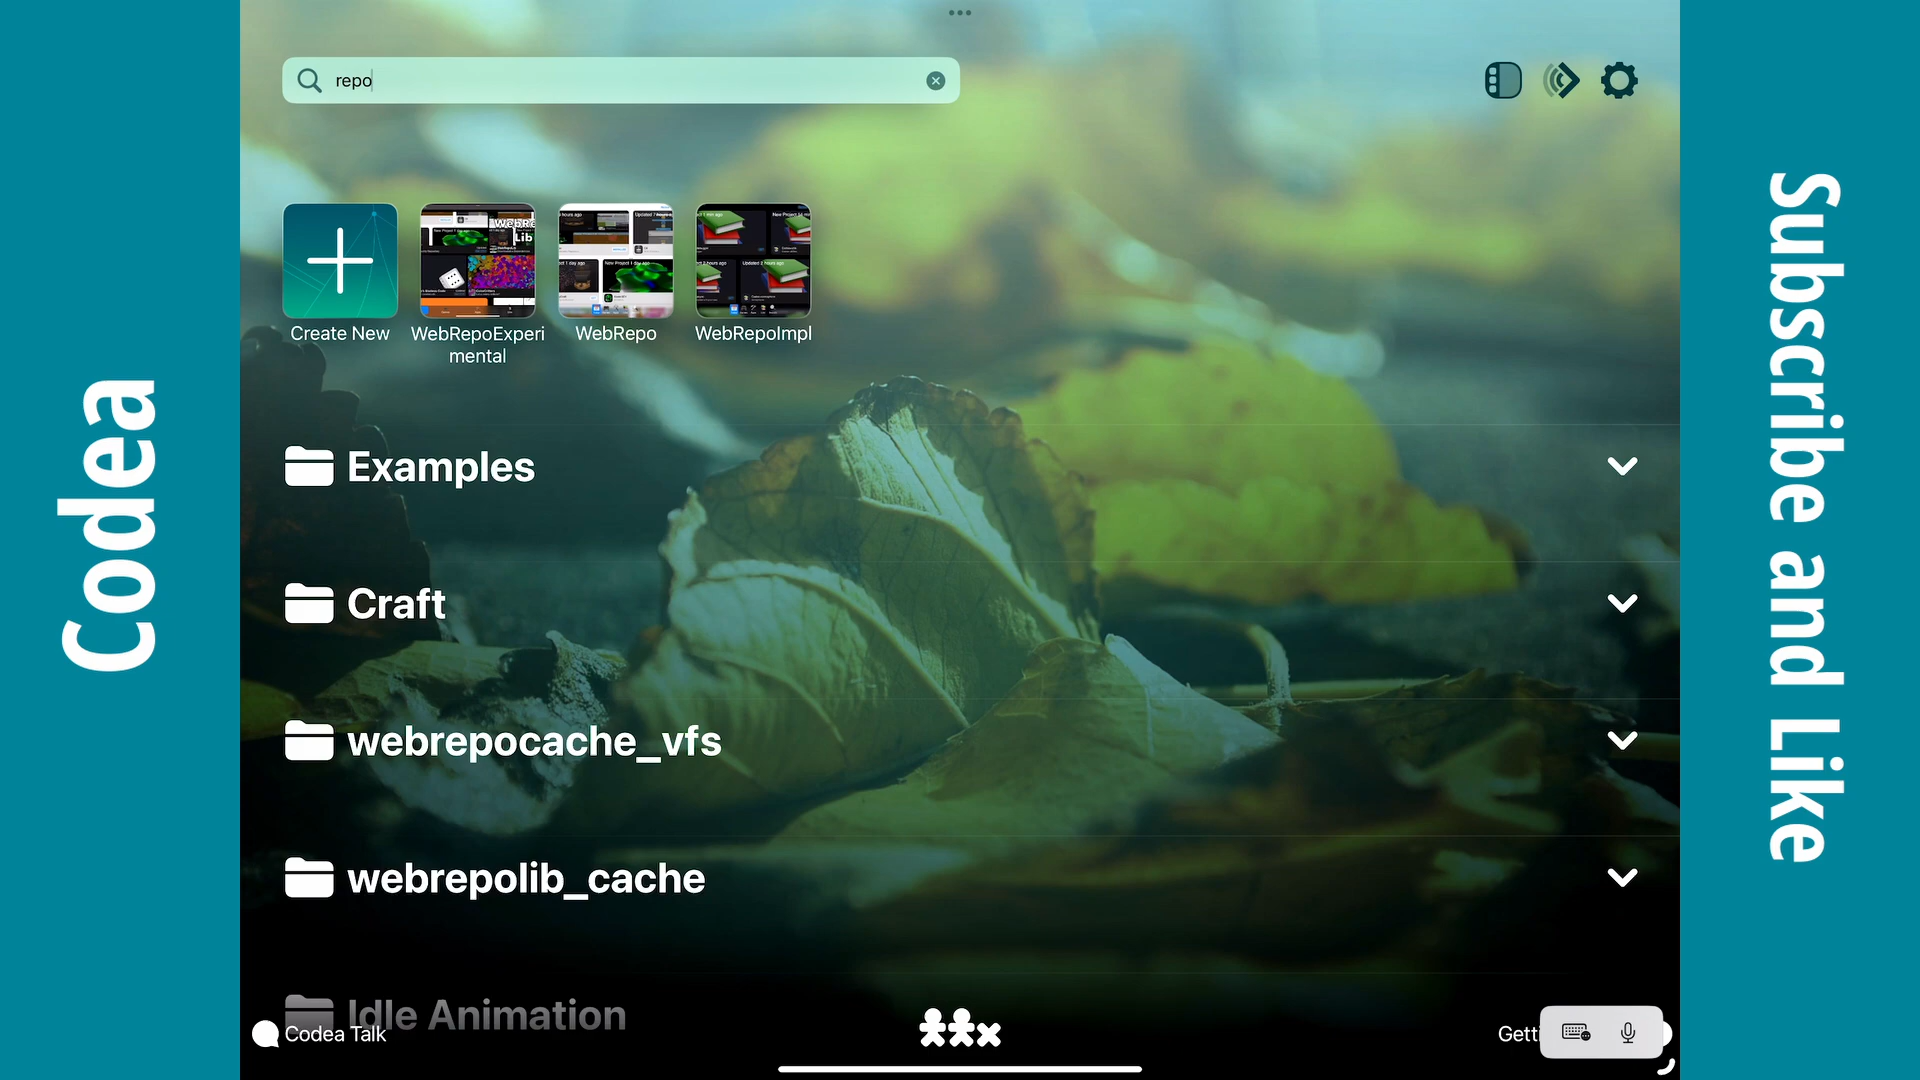 Codea
repo
Create New
WebRepoExperi
mental
WebRepo
WebRepoImpl
Examples
Craft
webrepocache_vfs
webrepolib_cache
Idle Animation
Codea Talk
Subscribe and Like